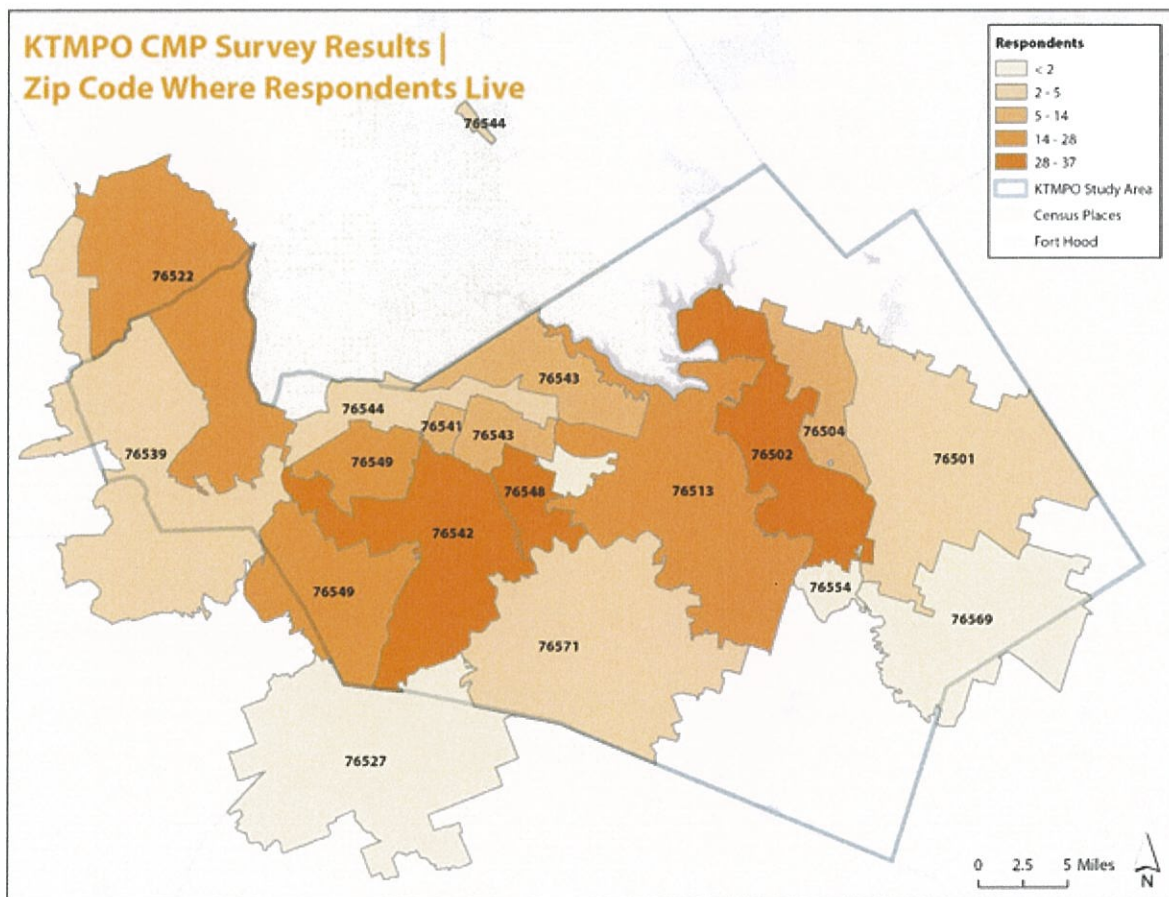 KTMPO CMP Survey Results |
Zip Code Where Respondents Live
Respondents
< 2
2 - 5
5 - 14
14 - 28
28 - 37
KTMPO Study Area
Census Places
Fort Hood
76544
76522
76543
76544
76541
76543
76504
76539
76549
76502
76501
76548
76513
76542
76554
76549
76569
76571
76527
0 2.5 5 Miles
N